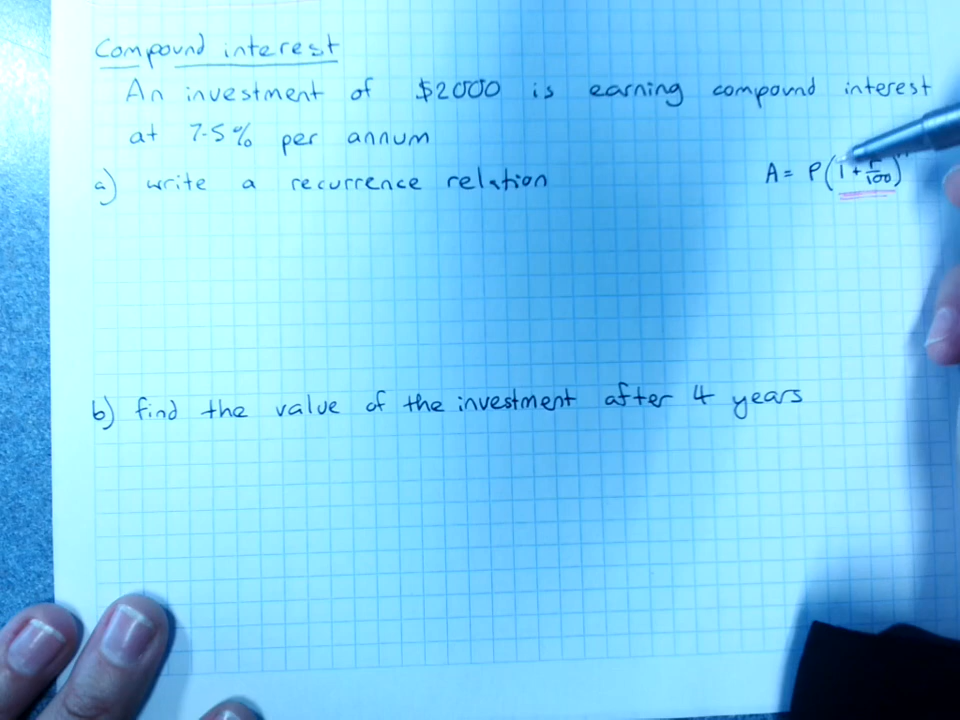 Compound interest
An investment of $2000 is earning compound interest
at 7.5% per annum
a) write a recurrence relation
A = P(1 + r/100)^n
b) find the value of the investment after 4 years